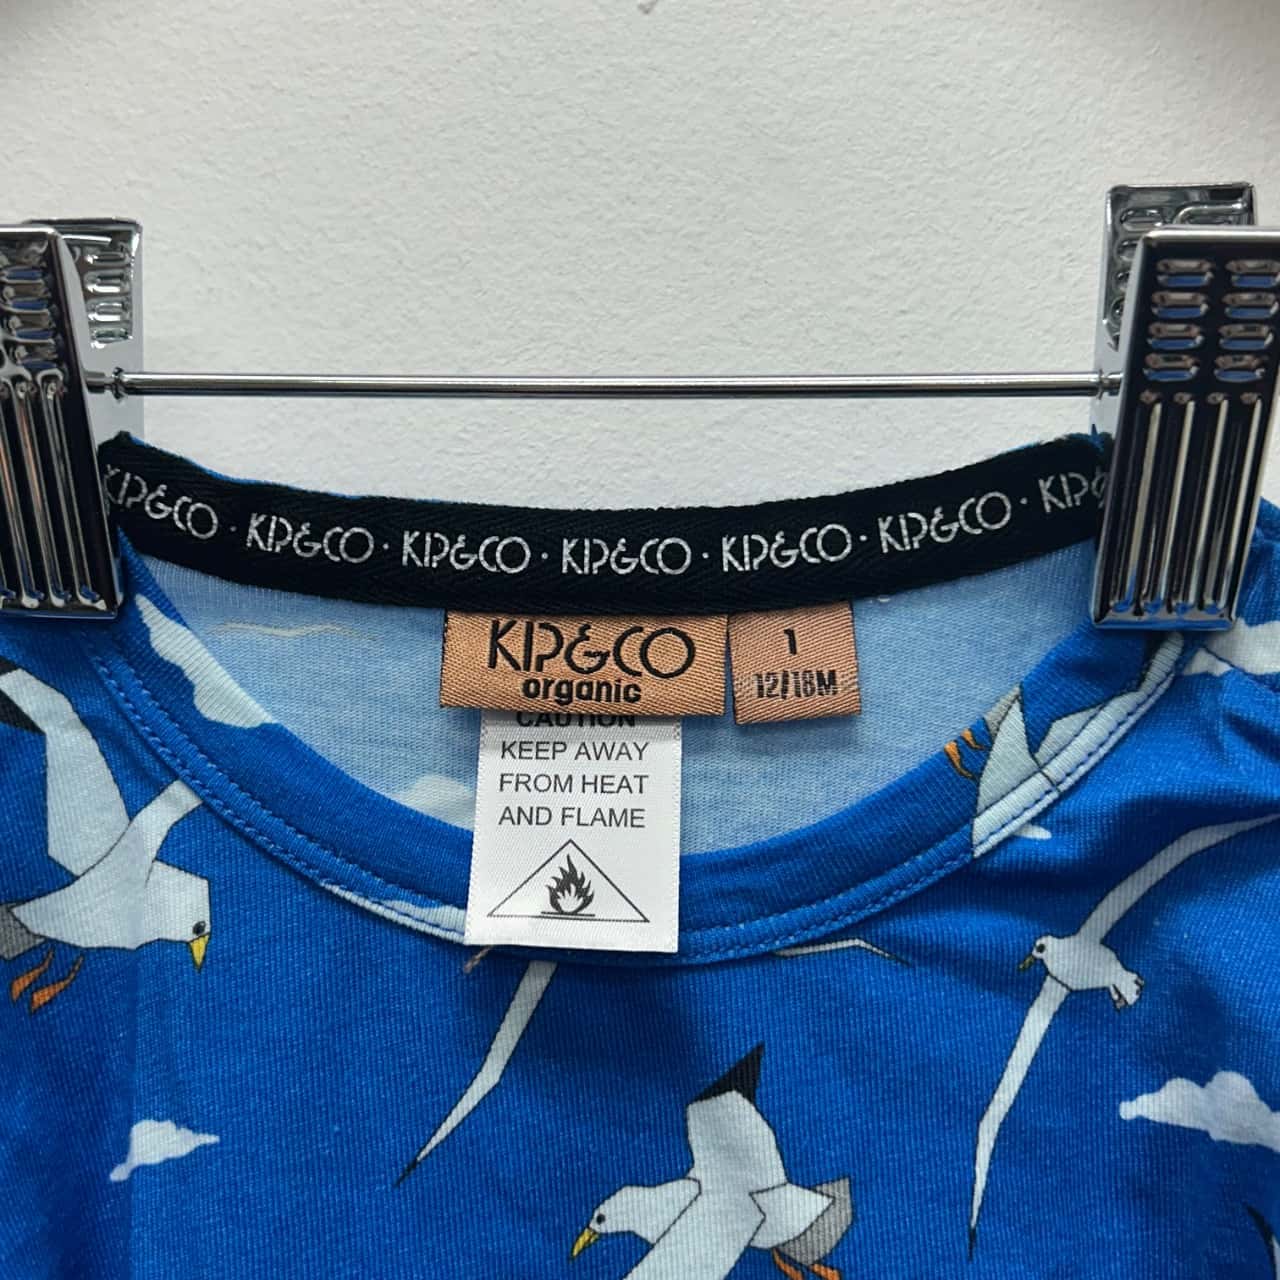 KIP&CO · KIP&CO · KIP&CO · KIP&CO · KIP&CO · KIP&CO · KIP&
KIP&CO
organic
1
12/18M
CAUTION
KEEP AWAY
FROM HEAT
AND FLAME